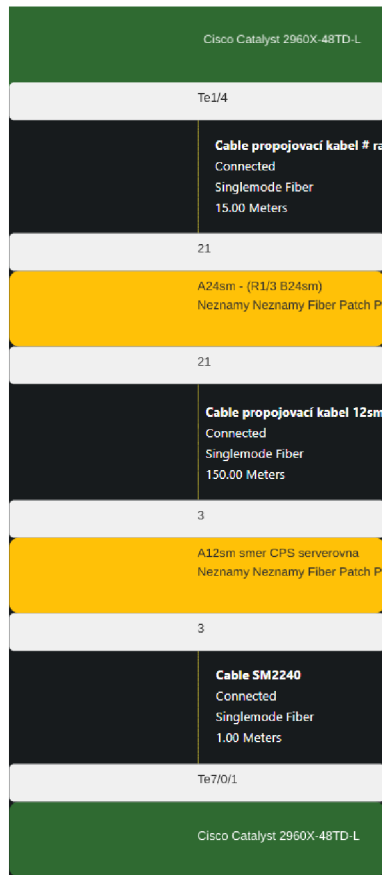 Cisco Catalyst 2960X-48TD-L
Te1/4
Cable propojovací kabel # ra
Connected
Singlemode Fiber
15.00 Meters
21
A24sm - (R1/3 B24sm)
Neznamy Neznamy Fiber Patch P
21
Cable propojovací kabel 12sm
Connected
Singlemode Fiber
150.00 Meters
3
A12sm smer CPS serverovna
Neznamy Neznamy Fiber Patch P
3
Cable SM2240
Connected
Singlemode Fiber
1.00 Meters
Te7/0/1
Cisco Catalyst 2960X-48TD-L